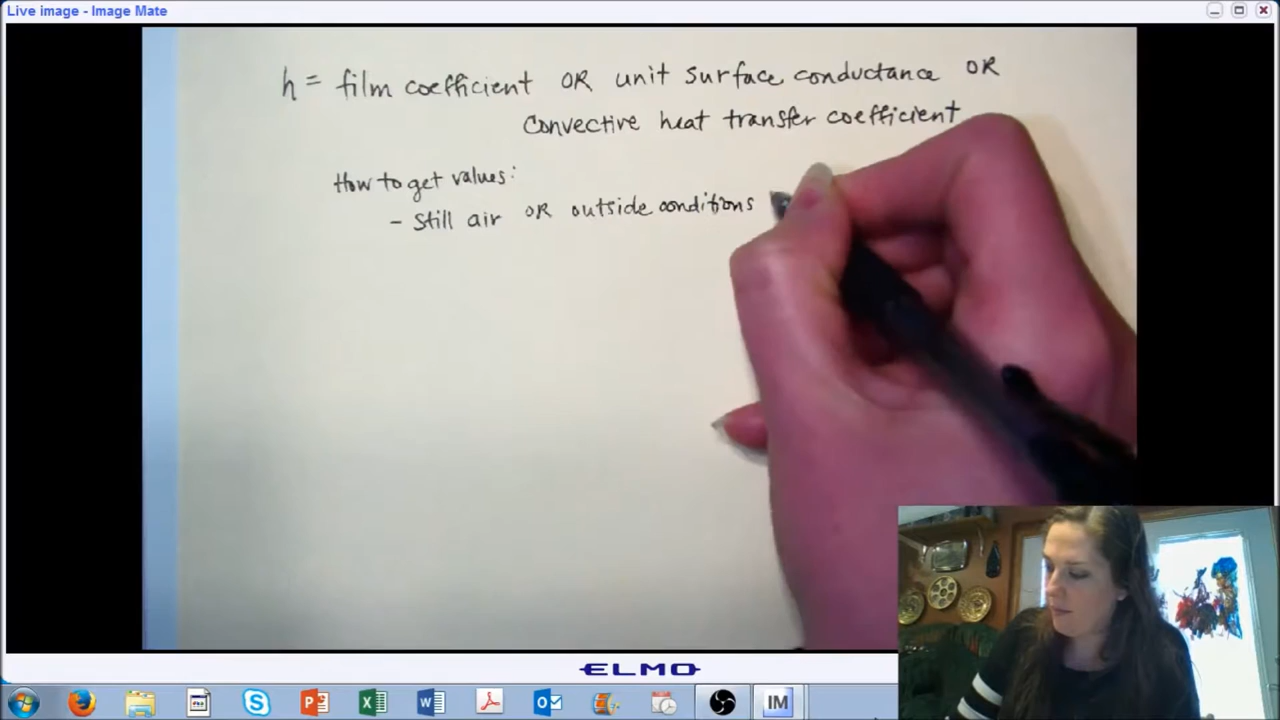 Live image - Image Mate
h = film coefficient OR unit surface conductance OR
convective heat transfer coefficient
How to get values:
- Still air OR outside conditions
ELMO
IM